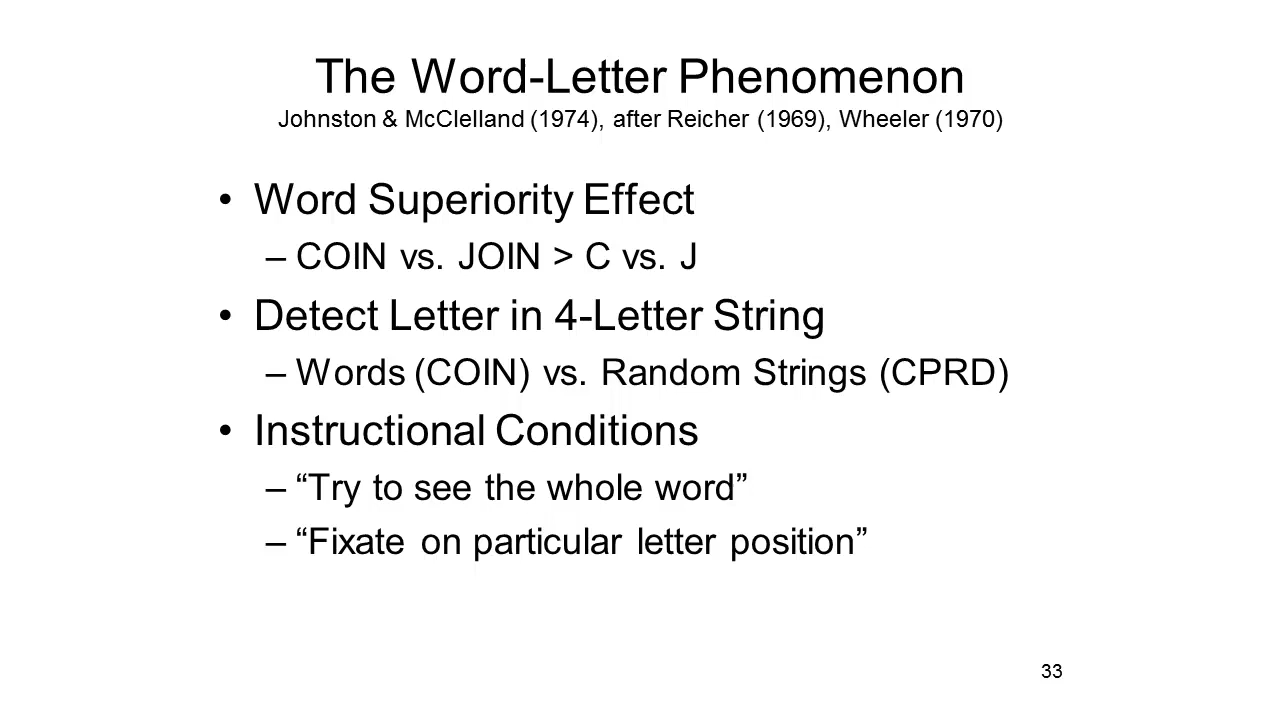 The Word-Letter Phenomenon
Johnston & McClelland (1974), after Reicher (1969), Wheeler (1970)
• Word Superiority Effect
– COIN vs. JOIN > C vs. J
• Detect Letter in 4-Letter String
– Words (COIN) vs. Random Strings (CPRD)
• Instructional Conditions
– “Try to see the whole word”
– “Fixate on particular letter position”
33